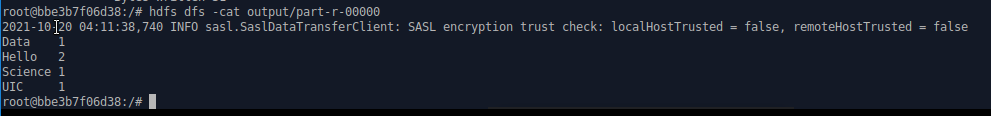 root@bbe3b7f06d38:/# hdfs dfs -cat output/part-r-00000
2021-10-20 04:11:38,740 INFO sasl.SaslDataTransferClient: SASL encryption trust check: localHostTrusted = false, remoteHostTrusted = false
Data 1
Hello 2
Science 1
UIC 1
root@bbe3b7f06d38:/#